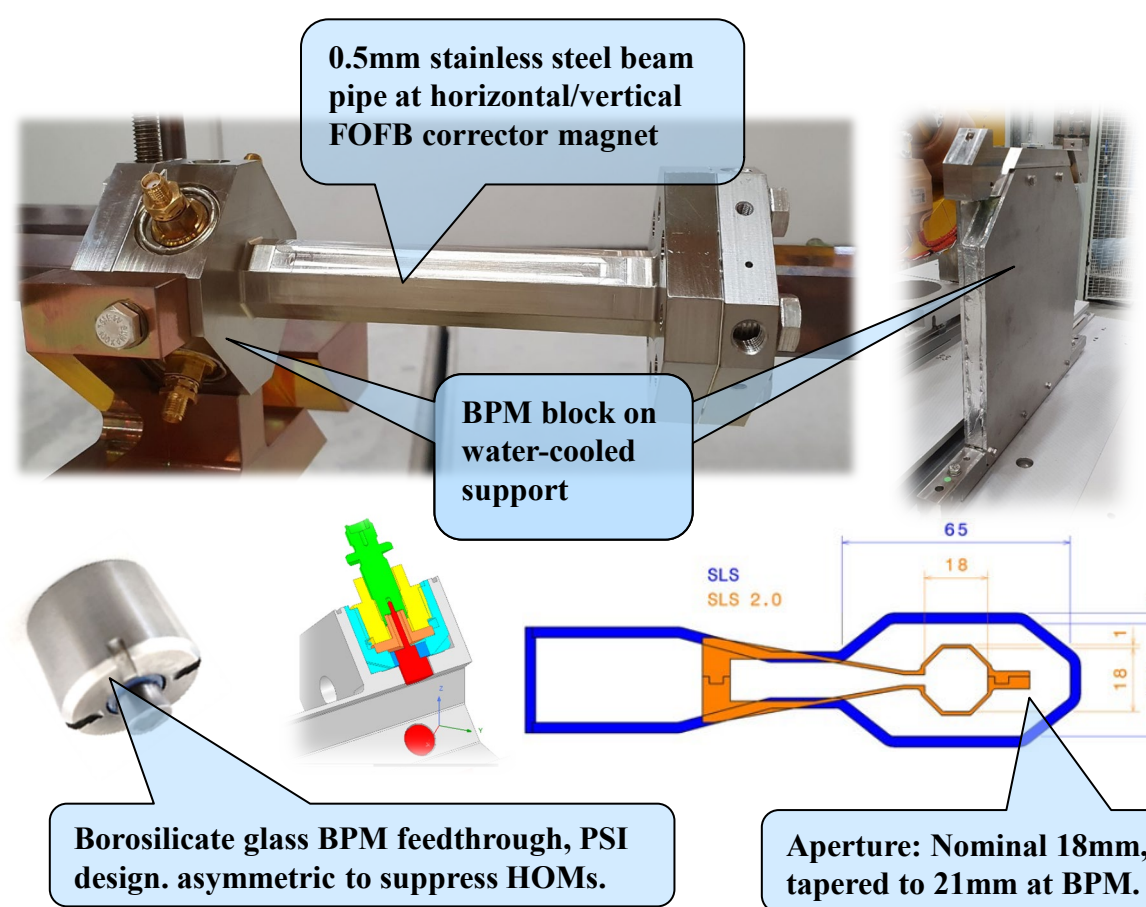 0.5mm stainless steel beam
pipe at horizontal/vertical
FOFB corrector magnet
BPM block on
water-cooled
support
65
18
SLS
SLS 2.0
1
18
Z
Y
Borosilicate glass BPM feedthrough, PSI
design. asymmetric to suppress HOMs.
Aperture: Nominal 18mm,
tapered to 21mm at BPM.